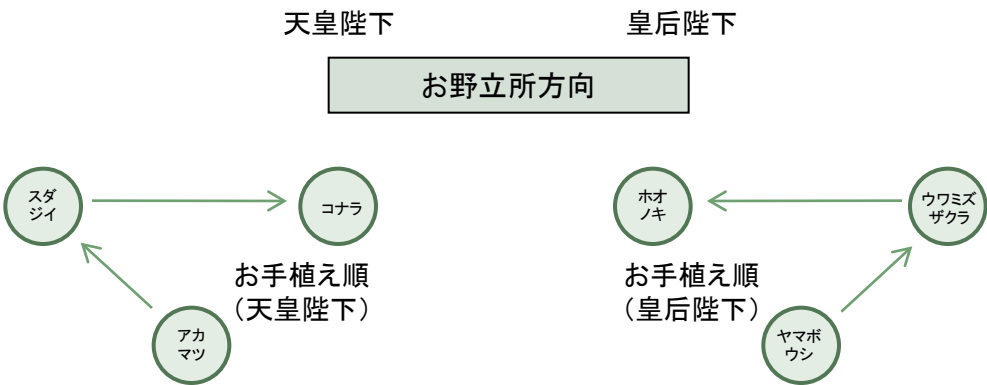 天皇陛下
皇后陛下
お野立所方向
スダ
ジイ
コナラ
ホオ
ノキ
ウワミズ
ザクラ
お手植え順
（天皇陛下）
お手植え順
（皇后陛下）
アカ
マツ
ヤマボ
ウシ